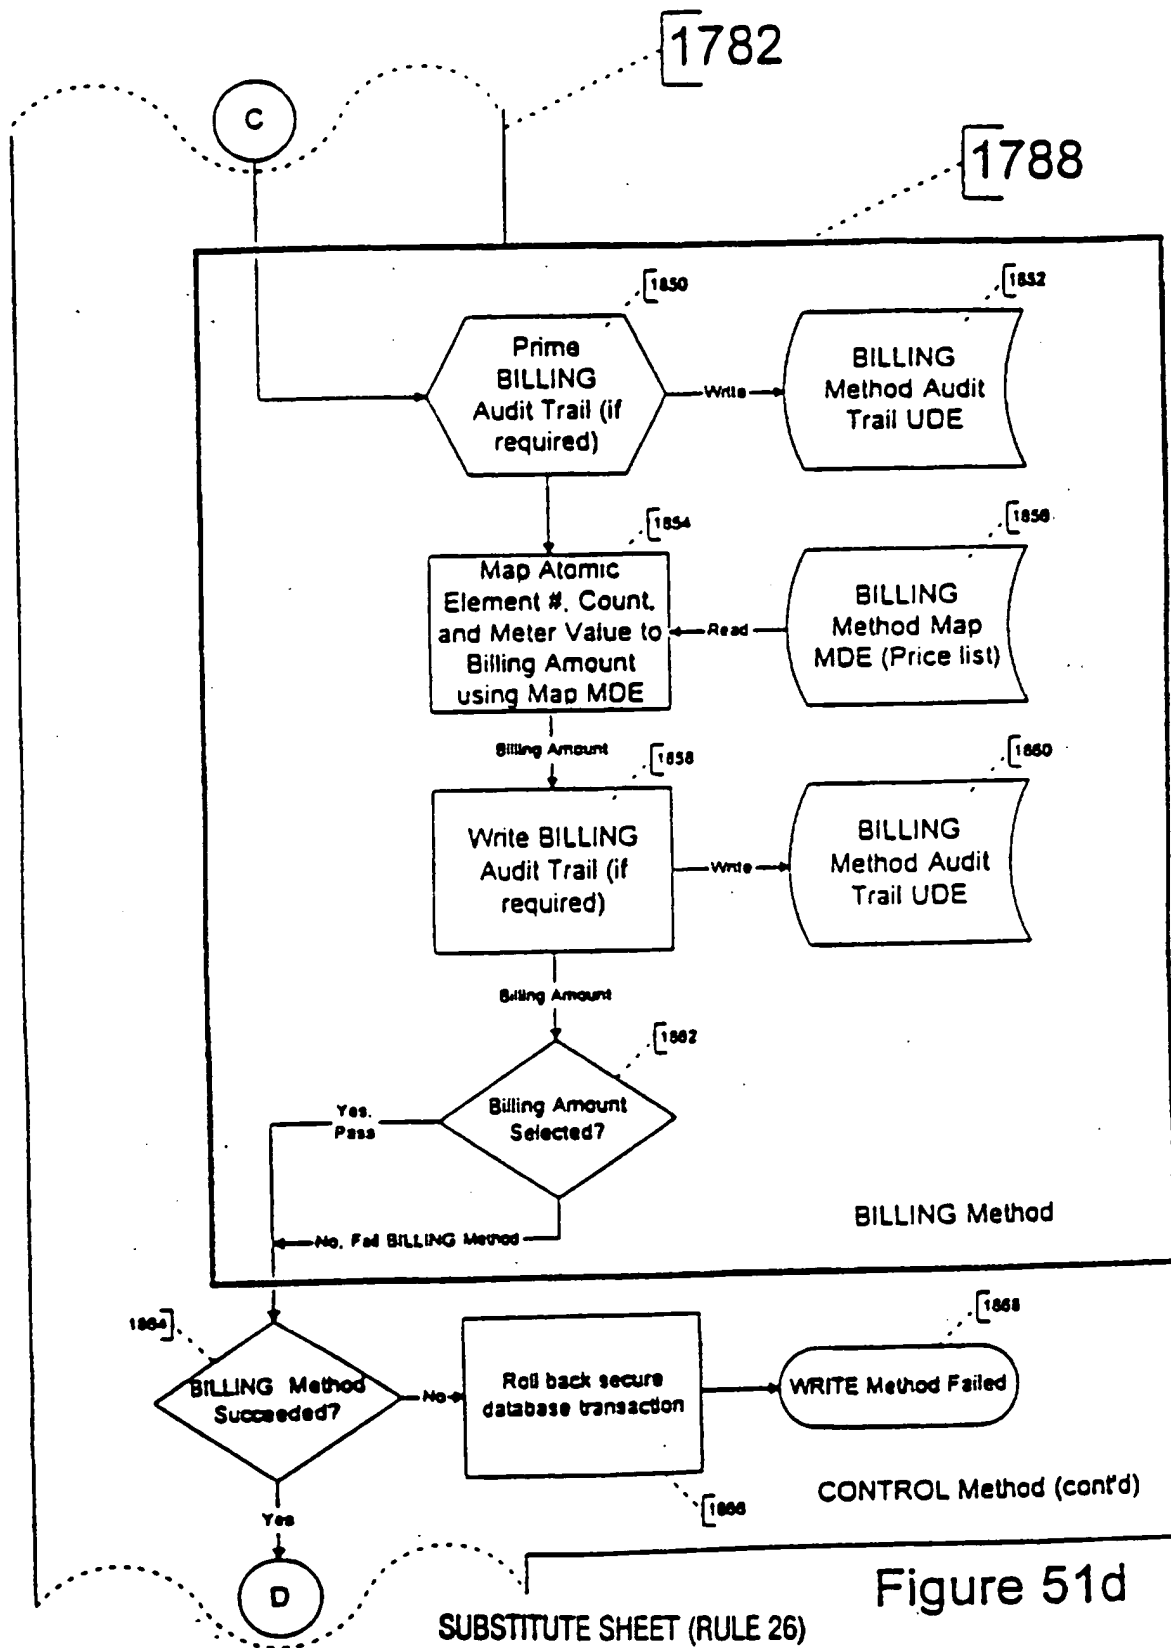 1782
C
1788
1850
1852
Prime
BILLING
Audit Trail (if
required)
Write
BILLING
Method Audit
Trail UDE
1854
1856
Map Atomic
Element #, Count,
and Meter Value to
Billing Amount
using Map MDE
Read
BILLING
Method Map
MDE (Price list)
Billing Amount
1858
1860
Write BILLING
Audit Trail (if
required)
Write
BILLING
Method Audit
Trail UDE
Billing Amount
1862
Billing Amount
Selected?
Yes,
Pass
No, Fail BILLING Method
BILLING Method
1864
BILLING Method
Succeeded?
No
Roll back secure
database transaction
1868
WRITE Method Failed
1866
CONTROL Method (cont'd)
Yes
D
Figure 51d
SUBSTITUTE SHEET (RULE 26)